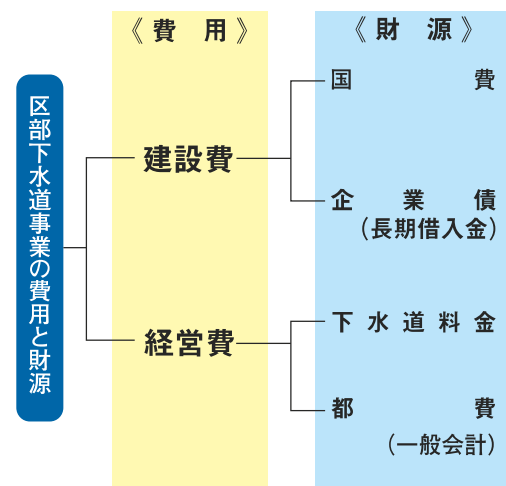 区部下水道事業の費用と財源
《費用》
《財源》
建設費
国費
企業債
（長期借入金）
経営費
下水道料金
都費
（一般会計）